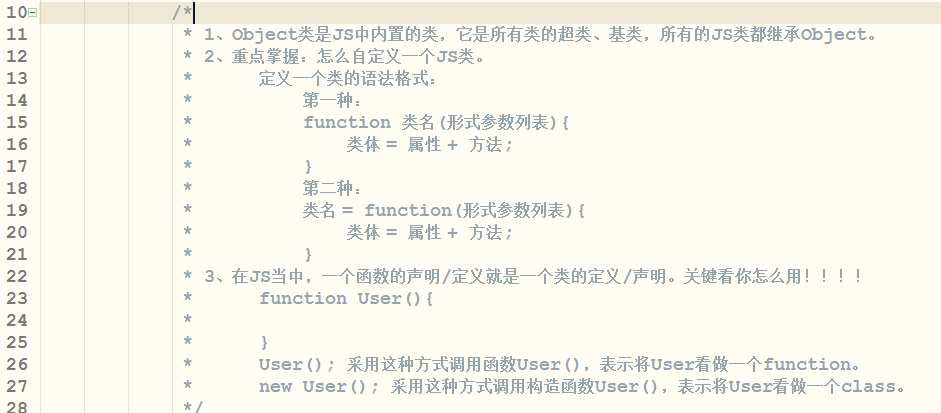 10 /*
11 * 1、Object类是JS中内置的类，它是所有类的超类、基类，所有的JS类都继承Object。
12 * 2、重点掌握：怎么自定义一个JS类。
13 * 定义一个类的语法格式：
14 * 第一种：
15 * function 类名(形式参数列表){
16 * 类体 = 属性 + 方法;
17 * }
18 * 第二种：
19 * 类名 = function(形式参数列表){
20 * 类体 = 属性 + 方法;
21 * }
22 * 3、在JS当中，一个函数的声明/定义就是一个类的定义/声明。关键看你怎么用！！！！
23 * function User(){
24 *
25 * }
26 * User(); 采用这种方式调用函数User()，表示将User看做一个function。
27 * new User(); 采用这种方式调用构造函数User()，表示将User看做一个class。
28 */